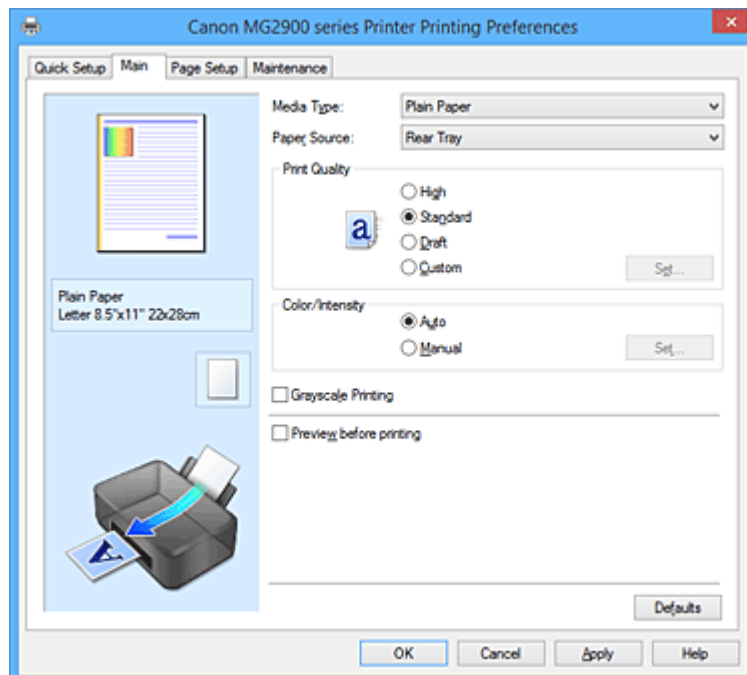 Canon MG2900 series Printer Printing Preferences
Quick Setup Main Page Setup Maintenance
Media Type: Plain Paper
Paper Source: Rear Tray
Print Quality
High
a Standard
Draft
Custom Set...
Plain Paper
Letter 8.5"x11" 22x28cm
Color/Intensity
Auto
Manual Set...
Grayscale Printing
Preview before printing
A
Defaults
OK Cancel Apply Help